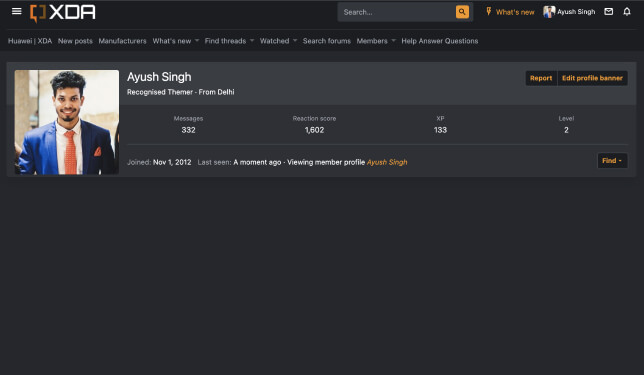 XDA
Search...
What's new
Ayush Singh
Huawei | XDA New posts Manufacturers What's new Find threads Watched Search forums Members Help Answer Questions
Ayush Singh
Recognised Themer · From Delhi
Report
Edit profile banner
Messages
332
Reaction score
1,602
XP
133
Level
2
Joined: Nov 1, 2012 Last seen: A moment ago · Viewing member profile Ayush Singh
Find